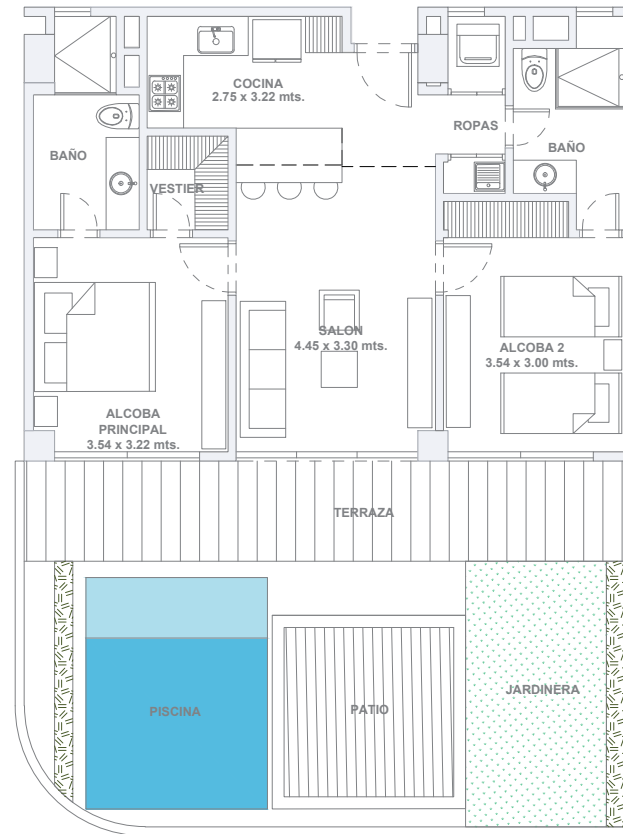 COCINA
2.75 x 3.22 mts.
ROPAS
BAÑO
BAÑO
VESTIER
SALON
4.45 x 3.30 mts.
ALCOBA 2
3.54 x 3.00 mts.
ALCOBA
PRINCIPAL
3.54 x 3.22 mts.
TERRAZA
JARDINERA
PISCINA
PATIO